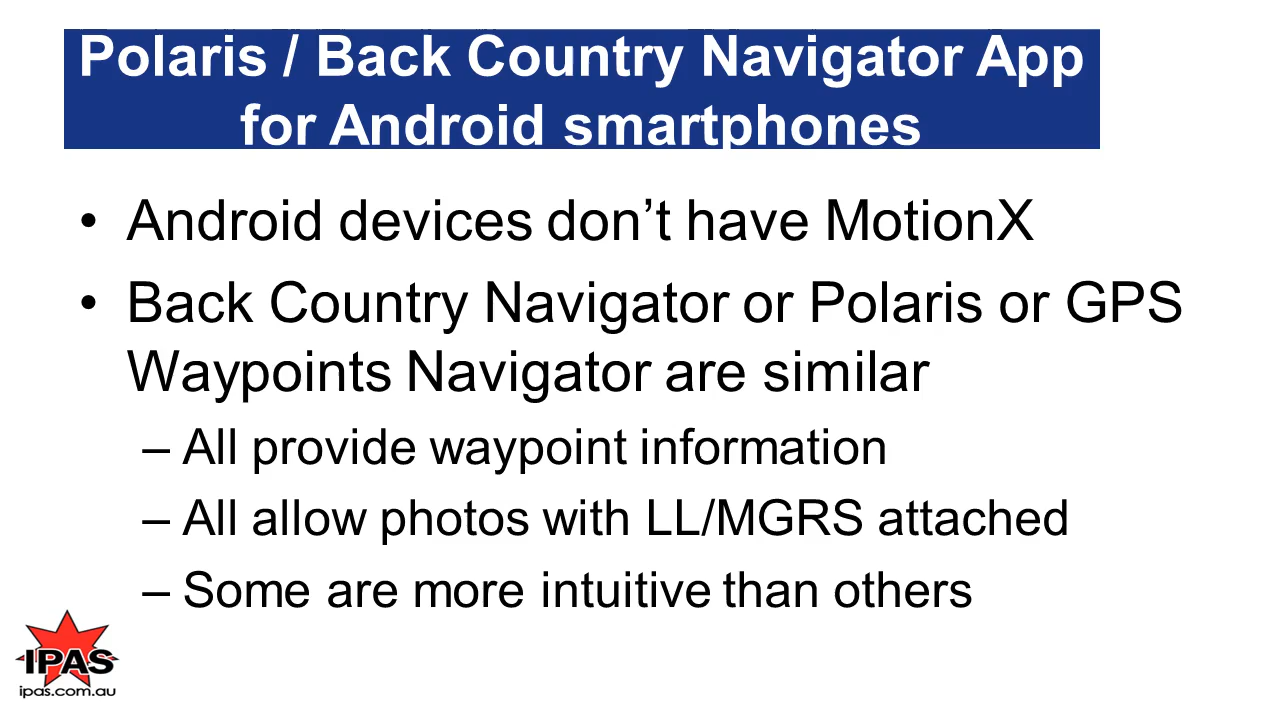 Polaris / Back Country Navigator App
for Android smartphones
• Android devices don’t have MotionX
• Back Country Navigator or Polaris or GPS
Waypoints Navigator are similar
– All provide waypoint information
– All allow photos with LL/MGRS attached
– Some are more intuitive than others
IPAS
ipas.com.au